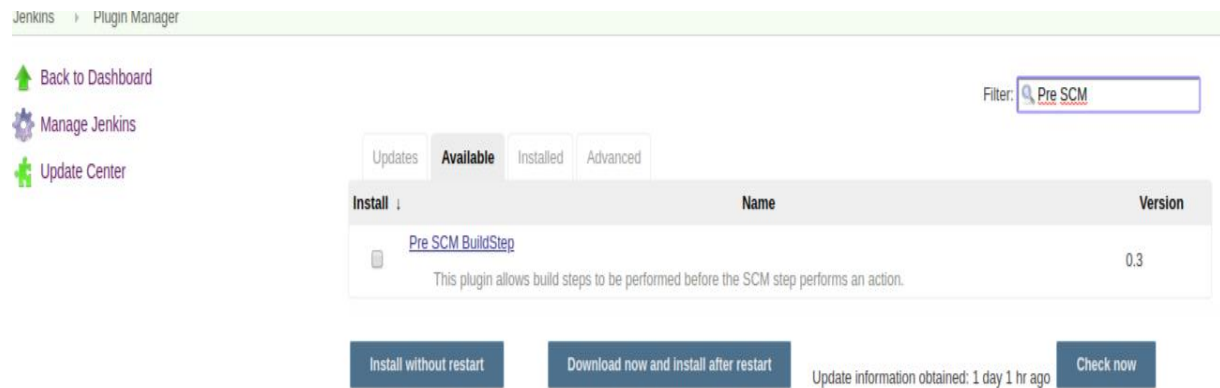 Jenkins Plugin Manager
Back to Dashboard
Manage Jenkins
Update Center
Filter: Pre SCM
Updates Available Installed Advanced
Install ↓ Name Version
Pre SCM BuildStep
This plugin allows build steps to be performed before the SCM step performs an action.
0.3
Install without restart Download now and install after restart Update information obtained: 1 day 1 hr ago Check now